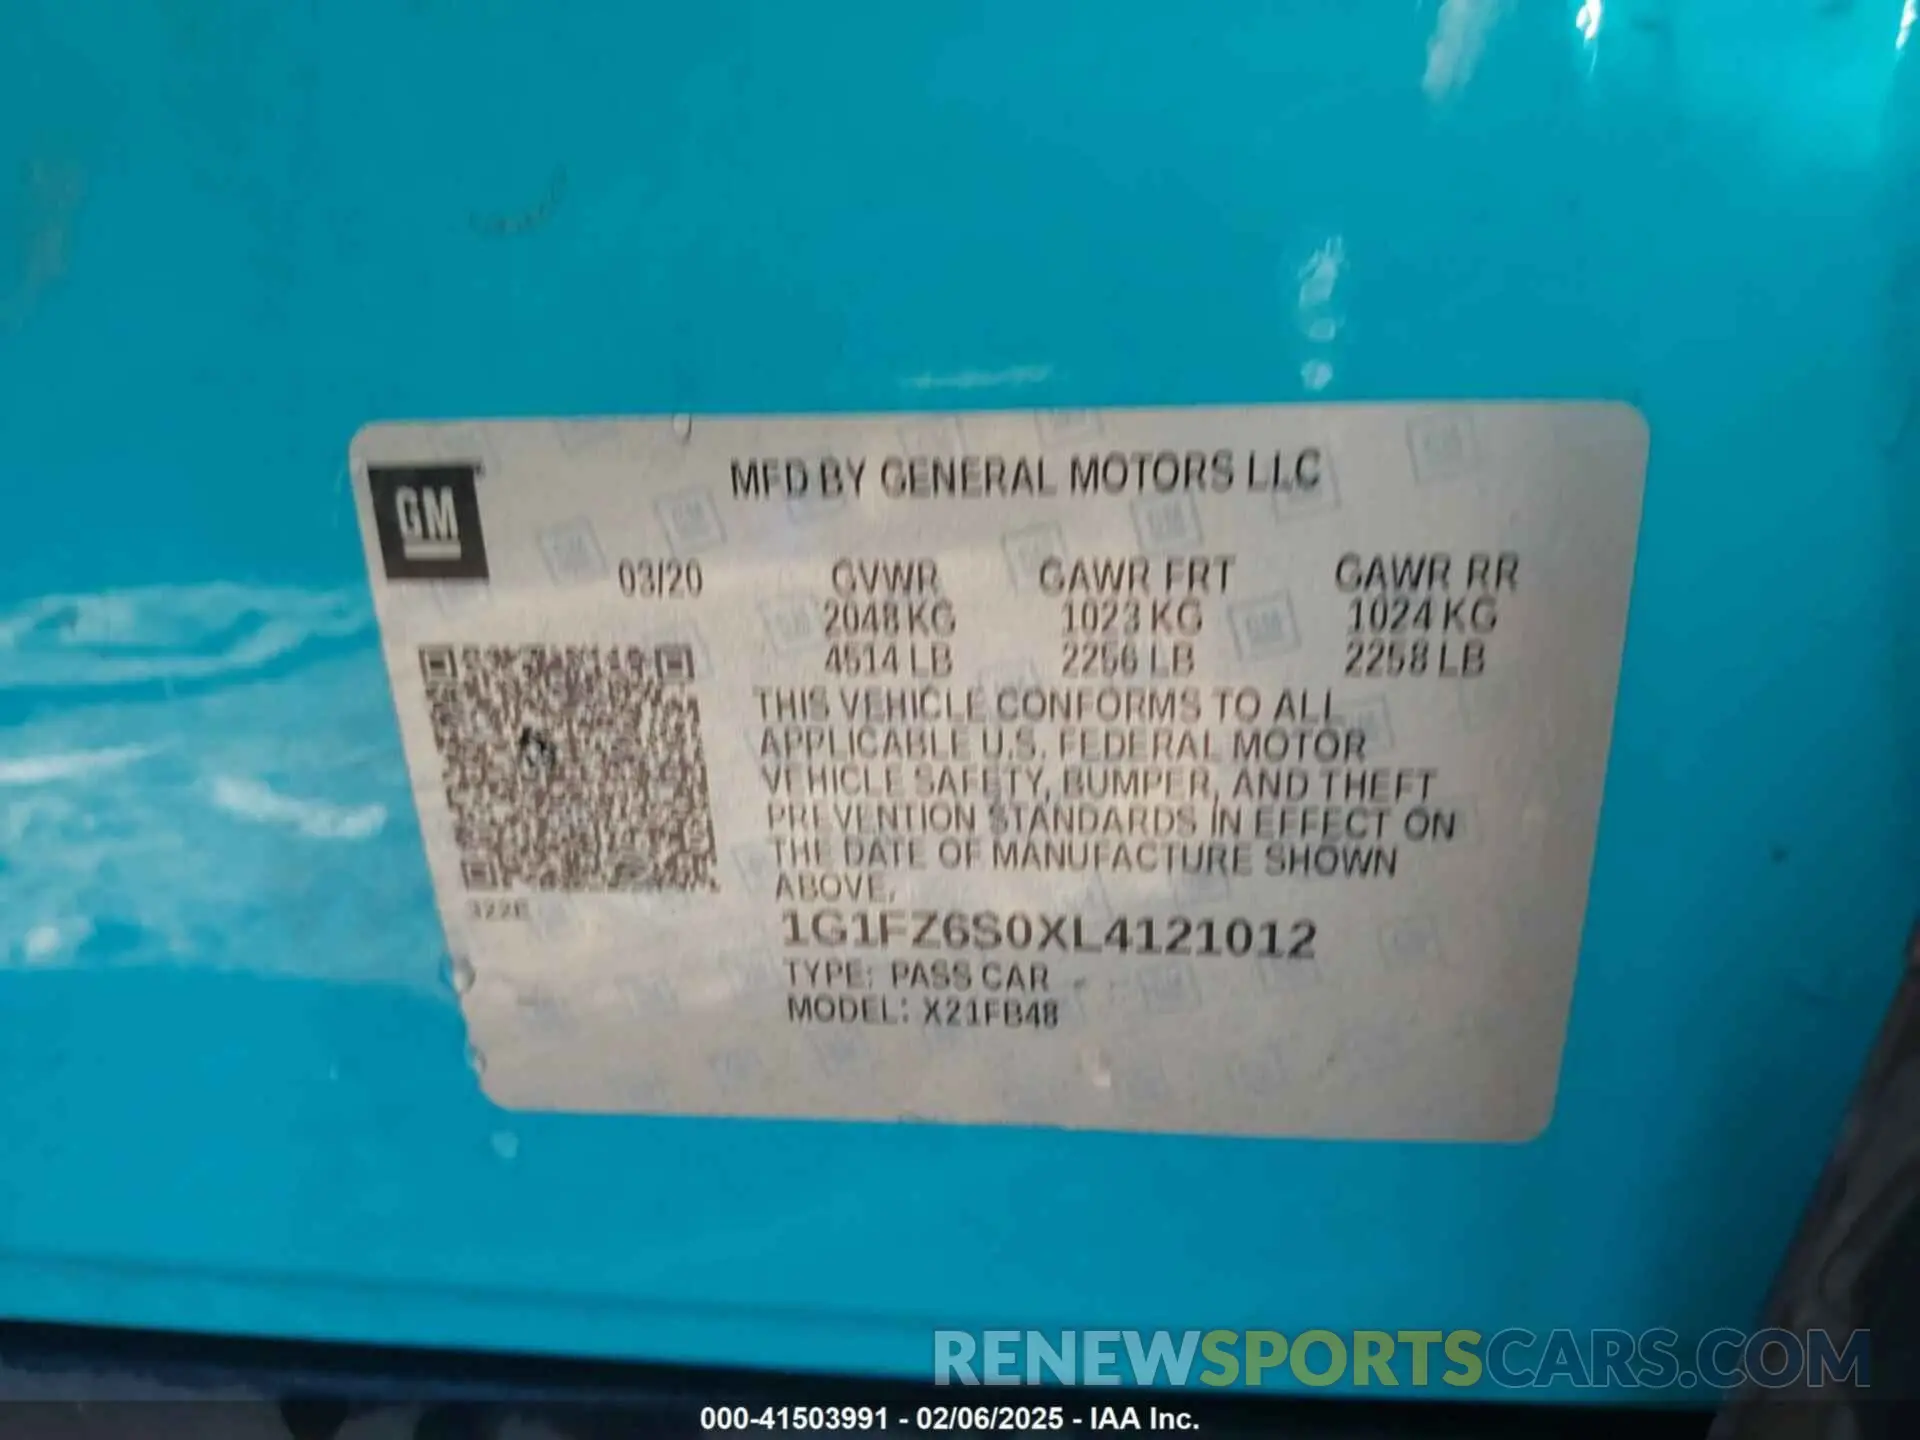 MFD BY GENERAL MOTORS LLC
GM
03/20 GVWR GAWR FRT GAWR RR
2048 KG 1023 KG 1024 KG
4514 LB 2256 LB 2258 LB
THIS VEHICLE CONFORMS TO ALL
APPLICABLE U.S. FEDERAL MOTOR
VEHICLE SAFETY, BUMPER, AND THEFT
PREVENTION STANDARDS IN EFFECT ON
THE DATE OF MANUFACTURE SHOWN
ABOVE.
322E
1G1FZ6S0XL4121012
TYPE: PASS CAR
MODEL: X21FB48
RENEWSPORTSCARS.COM
000-41503991 - 02/06/2025 - IAA Inc.